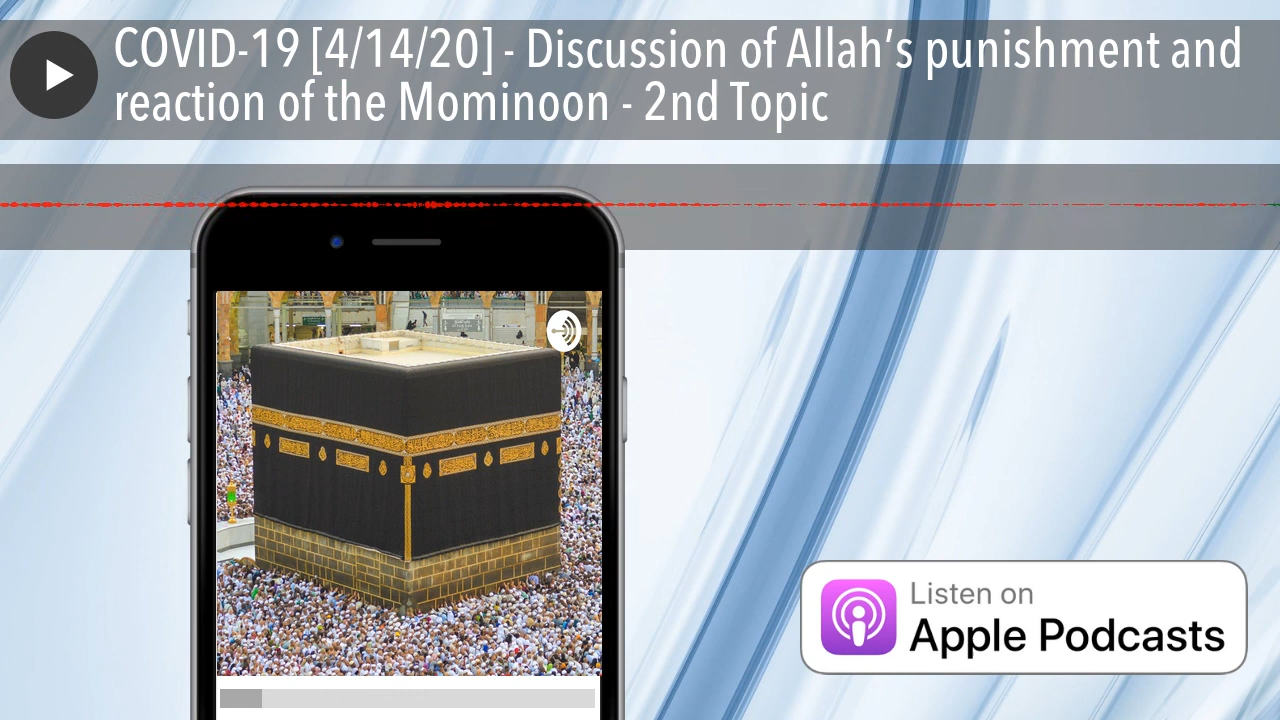 COVID-19 [4/14/20] - Discussion of Allah’s punishment and
reaction of the Mominoon - 2nd Topic
Listen on
Apple Podcasts